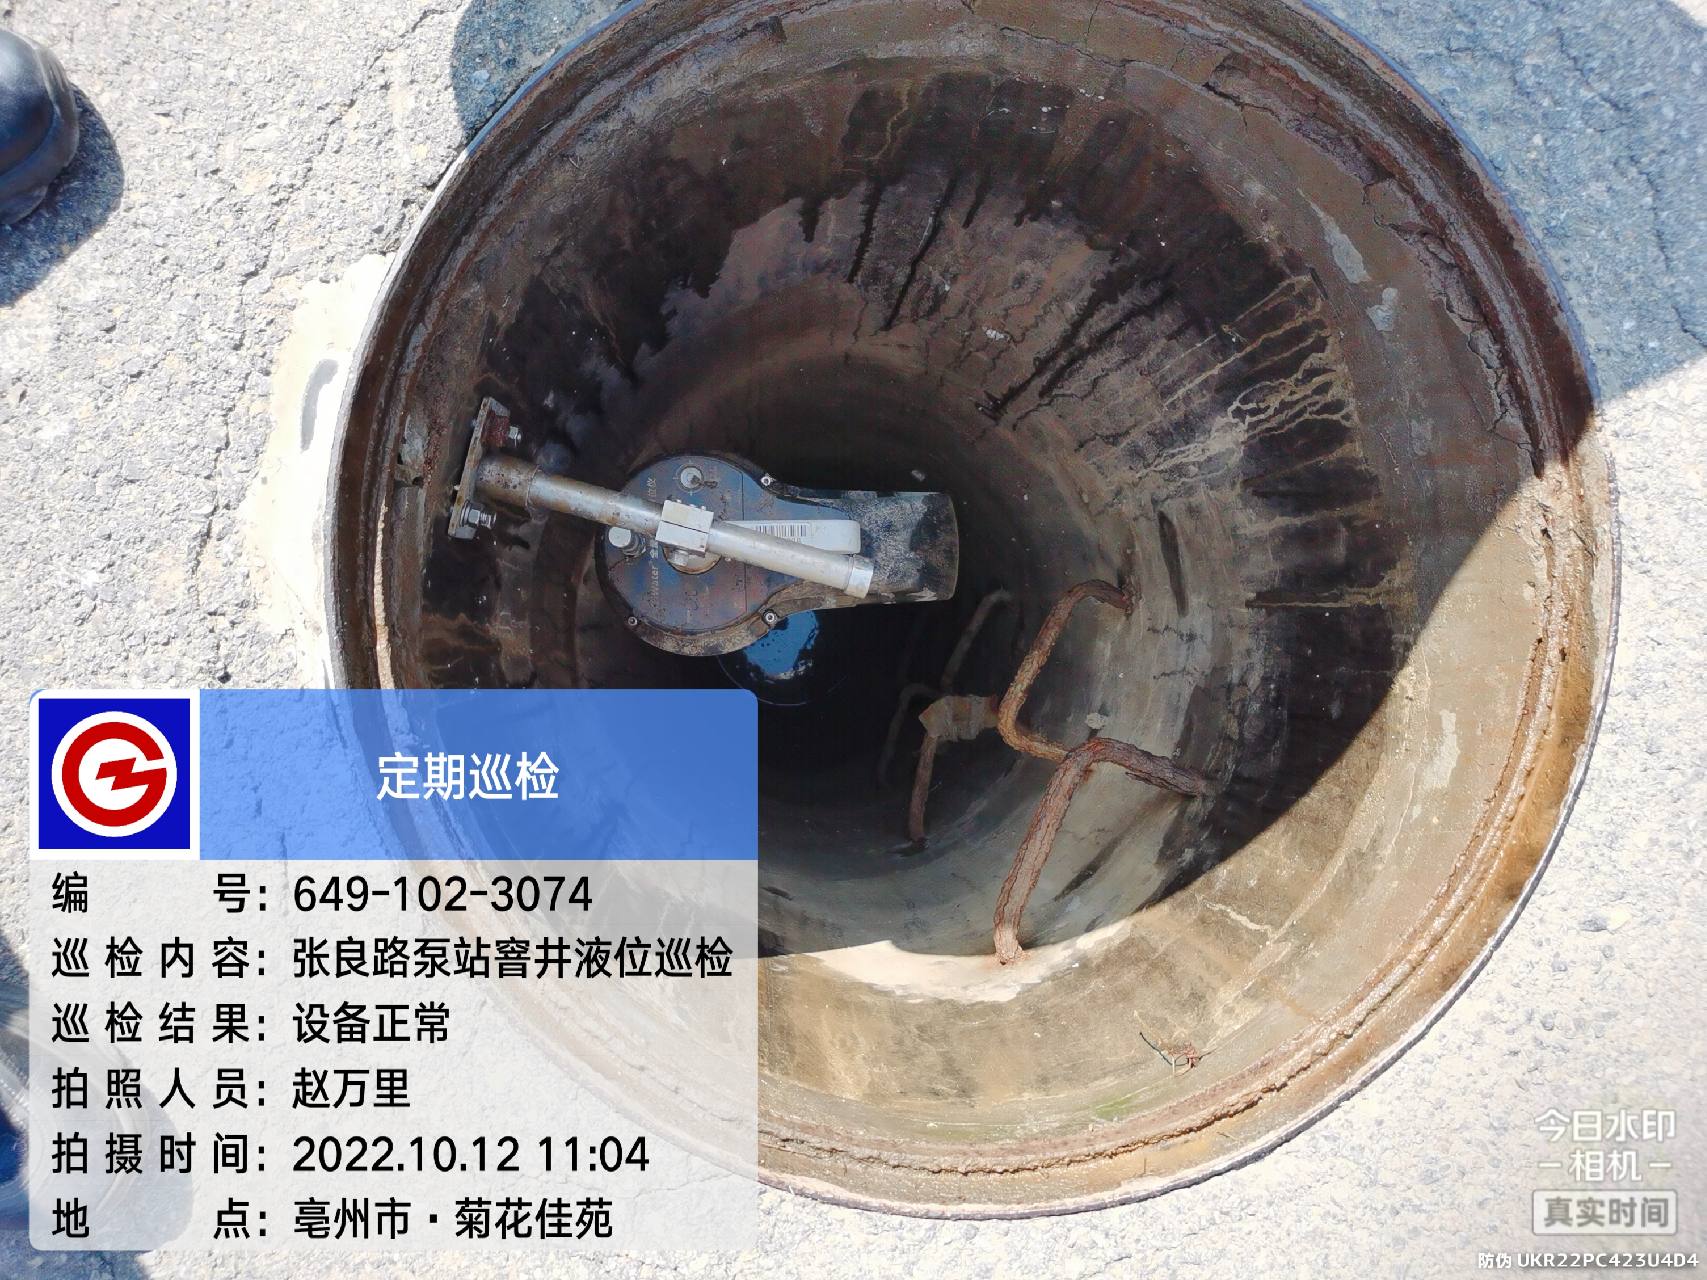 定期巡检
编号：649-102-3074
巡检内容：张良路泵站窨井液位巡检
巡检结果：设备正常
拍照人员：赵万里
拍摄时间：2022.10.12 11:04
地点：亳州市·菊花佳苑
今日水印
-相机-
真实时间
防伪 UKR22PC423U4D4